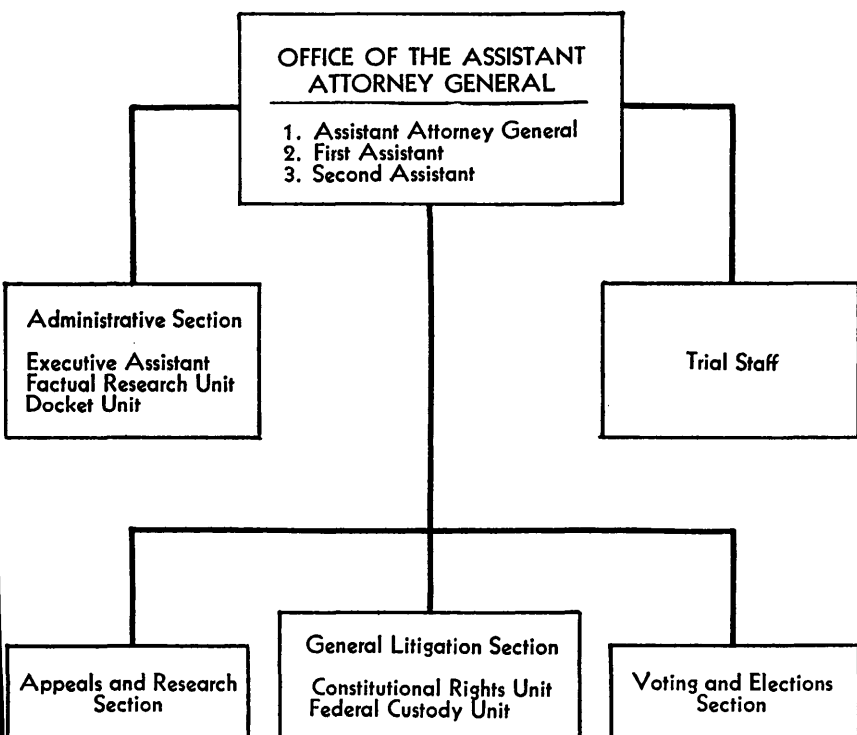 OFFICE OF THE ASSISTANT
ATTORNEY GENERAL
1. Assistant Attorney General
2. First Assistant
3. Second Assistant
Administrative Section
Executive Assistant
Factual Research Unit
Docket Unit
Trial Staff
Appeals and Research
Section
General Litigation Section
Constitutional Rights Unit
Federal Custody Unit
Voting and Elections
Section